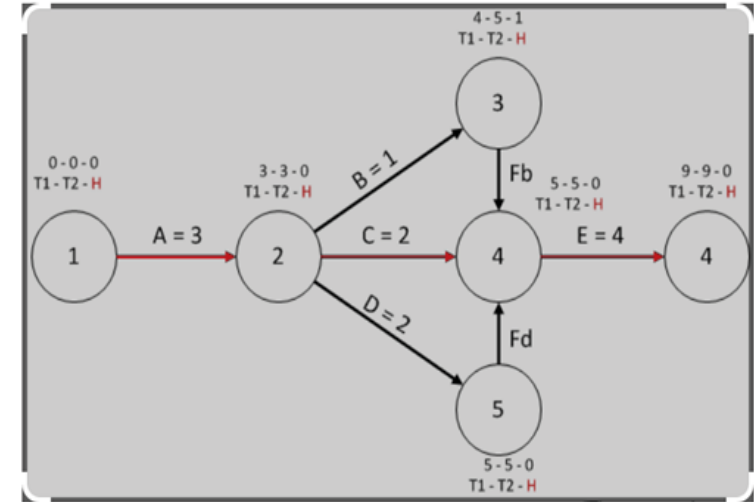 4 - 5 - 1
T1 - T2 - H
3
0 - 0 - 0
T1 - T2 - H
3 - 3 - 0
T1 - T2 - H
B = 1
Fb
5 - 5 - 0
T1 - T2 - H
9 - 9 - 0
T1 - T2 - H
1
A = 3
2
C = 2
4
E = 4
4
D = 2
Fd
5
5 - 5 - 0
T1 - T2 - H